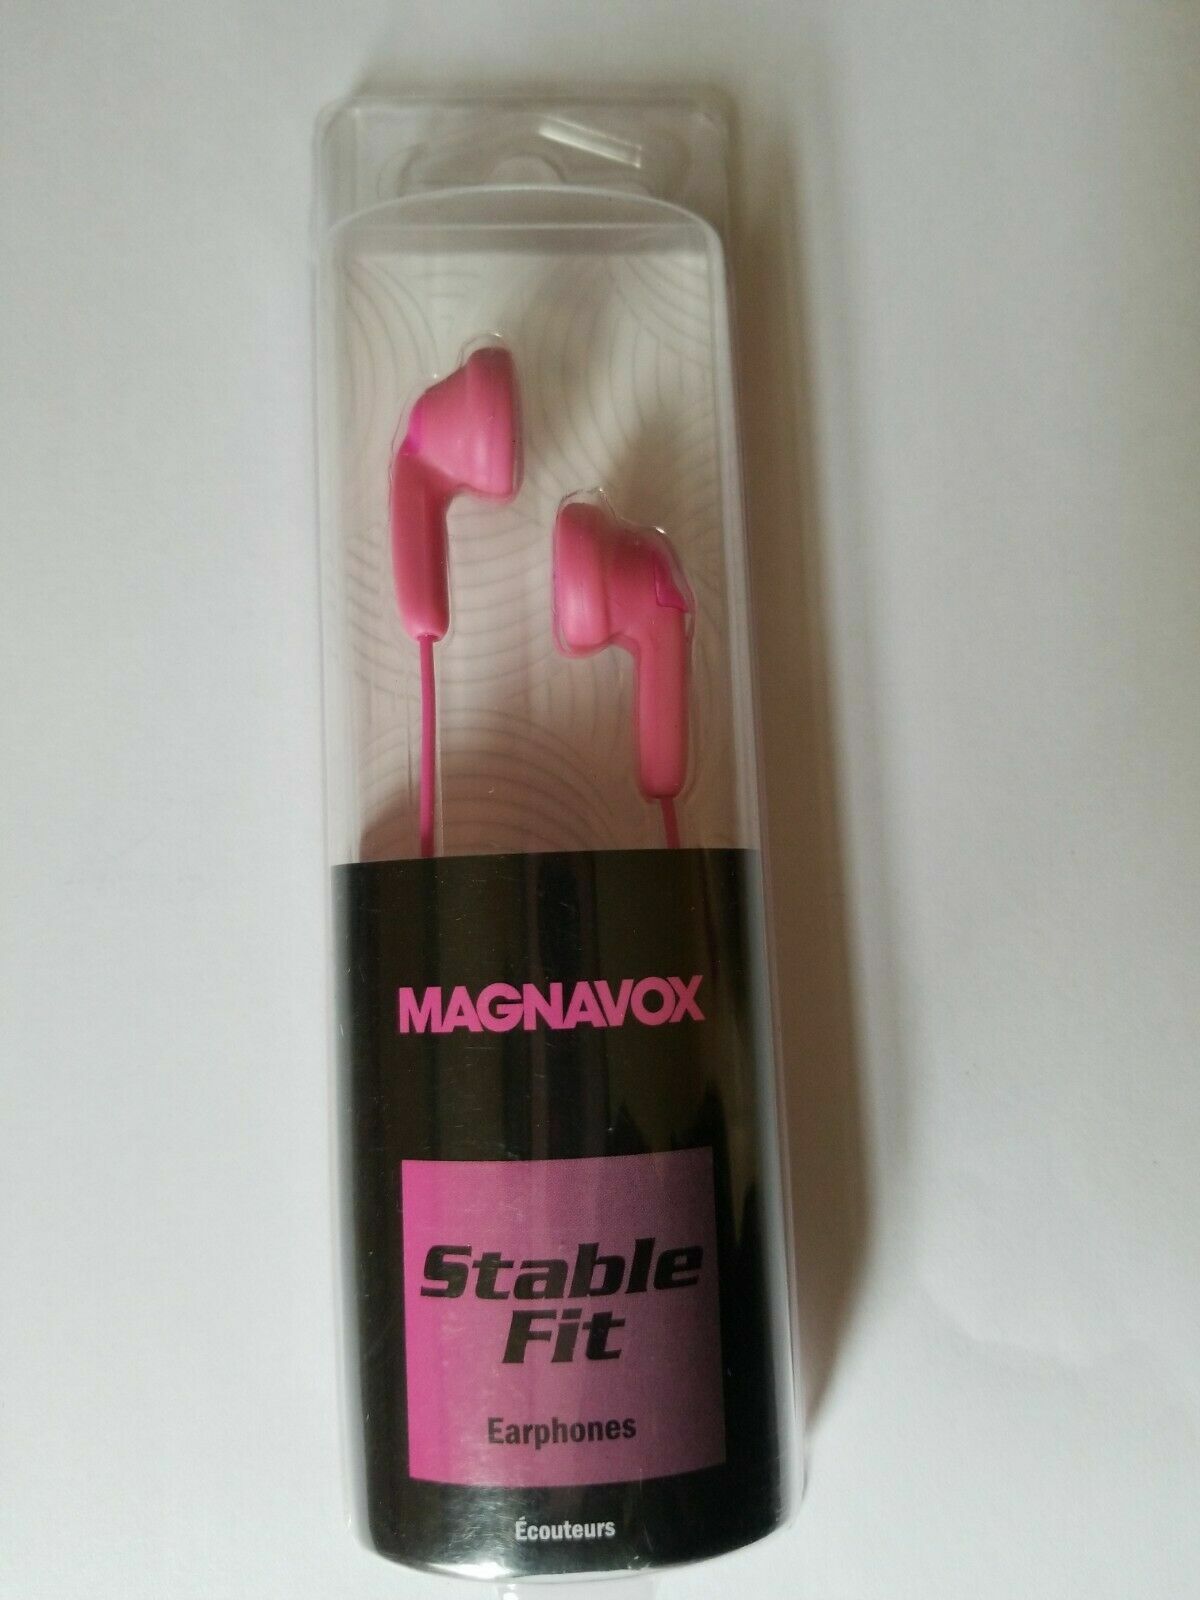 MAGNAVOX
Stable
Fit
Earphones
Écouteurs